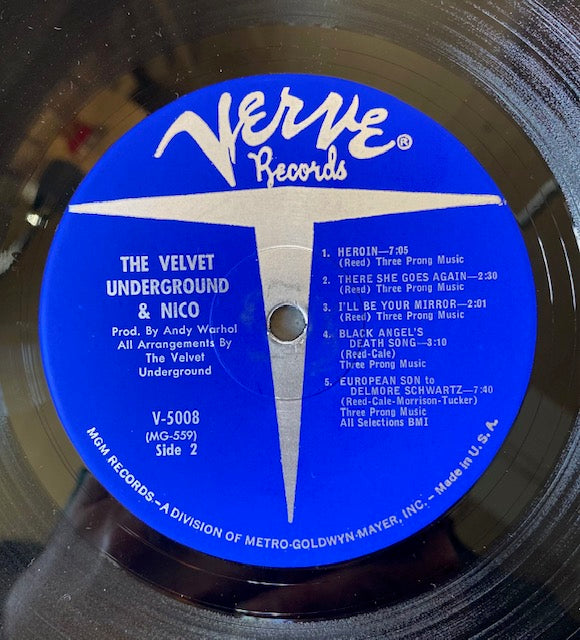 VERVE®
Records
THE VELVET
UNDERGROUND
& NICO
Prod. By Andy Warhol
All Arrangements By
The Velvet
Underground
V-5008
(MG-559)
Side 2
1. HEROIN—7:05
(Reed) Three Prong Music
2. THERE SHE GOES AGAIN—2:30
(Reed) Three Prong Music
3. I'LL BE YOUR MIRROR—2:01
(Reed) Three Prong Music
4. BLACK ANGEL'S
DEATH SONG—3:10
(Reed-Cale)
Three Prong Music
5. EUROPEAN SON to
DELMORE SCHWARTZ—7:40
(Reed-Cale-Morrison-Tucker)
Three Prong Music
All Selections BMI
MGM RECORDS – A DIVISION OF METRO-GOLDWYN-MAYER, INC. – Made in U.S.A.